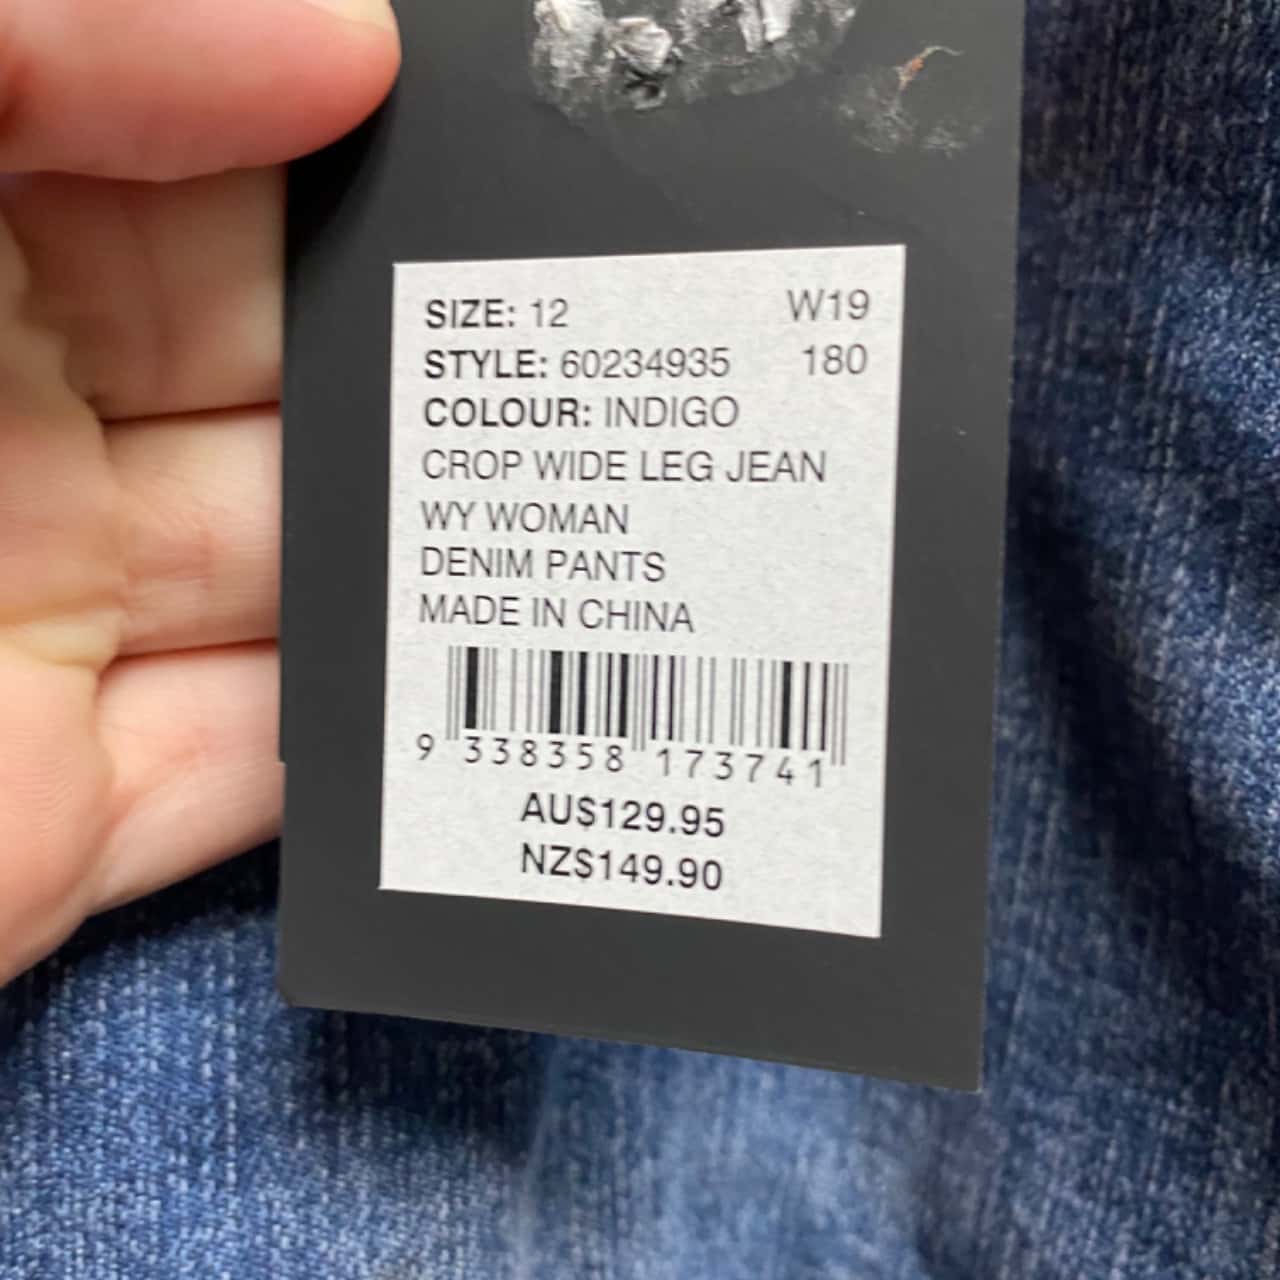 SIZE: 12 W19
STYLE: 60234935 180
COLOUR: INDIGO
CROP WIDE LEG JEAN
WY WOMAN
DENIM PANTS
MADE IN CHINA
9 338358 173741
AU$129.95
NZ$149.90